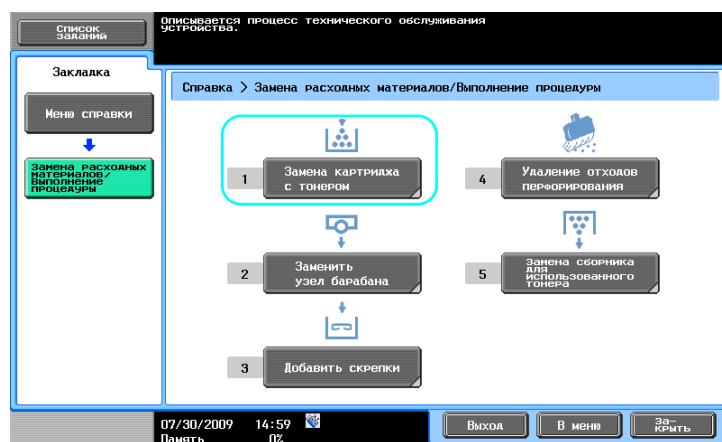 Список
заданий
Описывается процесс технического обслуживания
устройства.
Закладка
Меню справки
Замена расходных
материалов/
Выполнение
процедуры
Справка > Замена расходных материалов/Выполнение процедуры
1
Замена картриджа
с тонером
2
Заменить
узел барабана
3
Добавить скрепки
4
Удаление отходов
перфорирования
5
Замена сборника
для
использованного
тонера
07/30/2009 14:59
Память 0%
Выход
В меню
За-
крыть